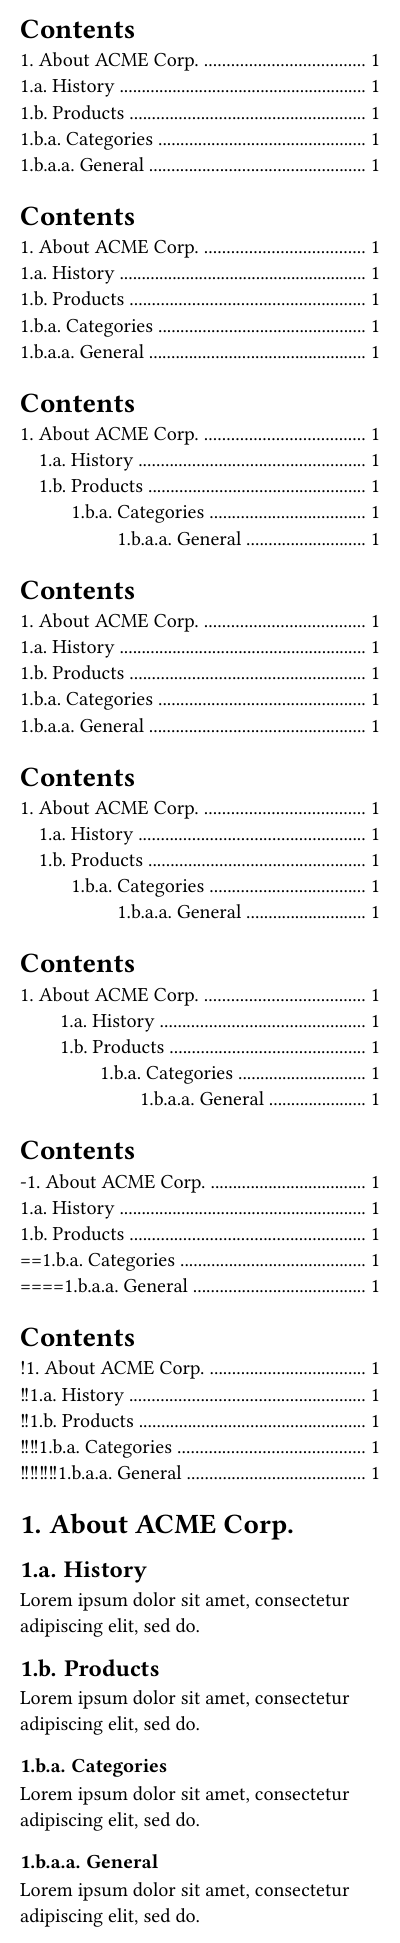 Contents
1. About ACME Corp. ................................... 1
1.a. History ..................................................... 1
1.b. Products ................................................... 1
1.b.a. Categories ............................................. 1
1.b.a.a. General ............................................... 1
Contents
1. About ACME Corp. ................................... 1
1.a. History ..................................................... 1
1.b. Products ................................................... 1
1.b.a. Categories ............................................. 1
1.b.a.a. General ............................................... 1
Contents
1. About ACME Corp. ................................... 1
1.a. History ................................................. 1
1.b. Products ............................................... 1
1.b.a. Categories .................................. 1
1.b.a.a. General .......................... 1
Contents
1. About ACME Corp. ................................... 1
1.a. History ..................................................... 1
1.b. Products ................................................... 1
1.b.a. Categories ............................................. 1
1.b.a.a. General ............................................... 1
Contents
1. About ACME Corp. ................................... 1
1.a. History ................................................. 1
1.b. Products ............................................... 1
1.b.a. Categories .................................. 1
1.b.a.a. General .......................... 1
Contents
1. About ACME Corp. ................................... 1
1.a. History ............................................ 1
1.b. Products .......................................... 1
1.b.a. Categories ............................ 1
1.b.a.a. General ..................... 1
Contents
-1. About ACME Corp. ................................. 1
1.a. History ..................................................... 1
1.b. Products ................................................... 1
==1.b.a. Categories ........................................ 1
====1.b.a.a. General ..................................... 1
Contents
!1. About ACME Corp. .................................. 1
!!1.a. History ................................................... 1
!!1.b. Products ................................................. 1
!!!!1.b.a. Categories ......................................... 1
!!!!!!!!1.b.a.a. General ....................................... 1
1. About ACME Corp.
1.a. History
Lorem ipsum dolor sit amet, consectetur
adipiscing elit, sed do.
1.b. Products
Lorem ipsum dolor sit amet, consectetur
adipiscing elit, sed do.
1.b.a. Categories
Lorem ipsum dolor sit amet, consectetur
adipiscing elit, sed do.
1.b.a.a. General
Lorem ipsum dolor sit amet, consectetur
adipiscing elit, sed do.